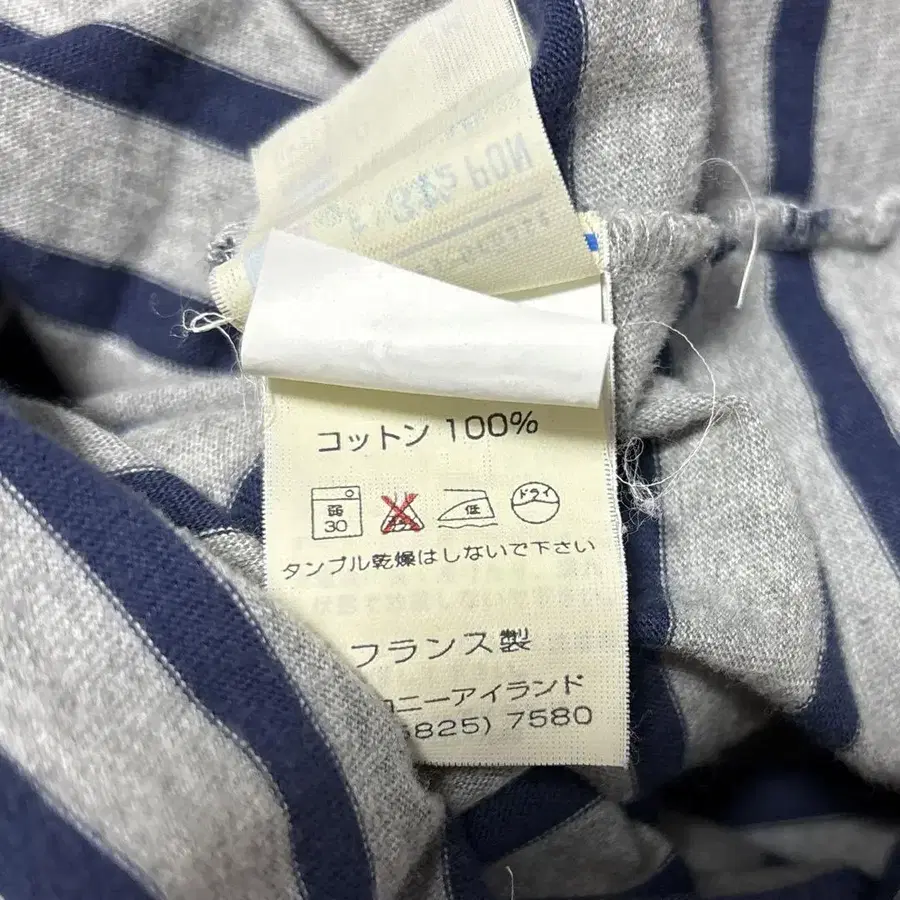 コットン 100%
弱
30
低
ドライ
タンブル乾燥はしないで下さい
フランス製
コニーアイランド
5825) 7580